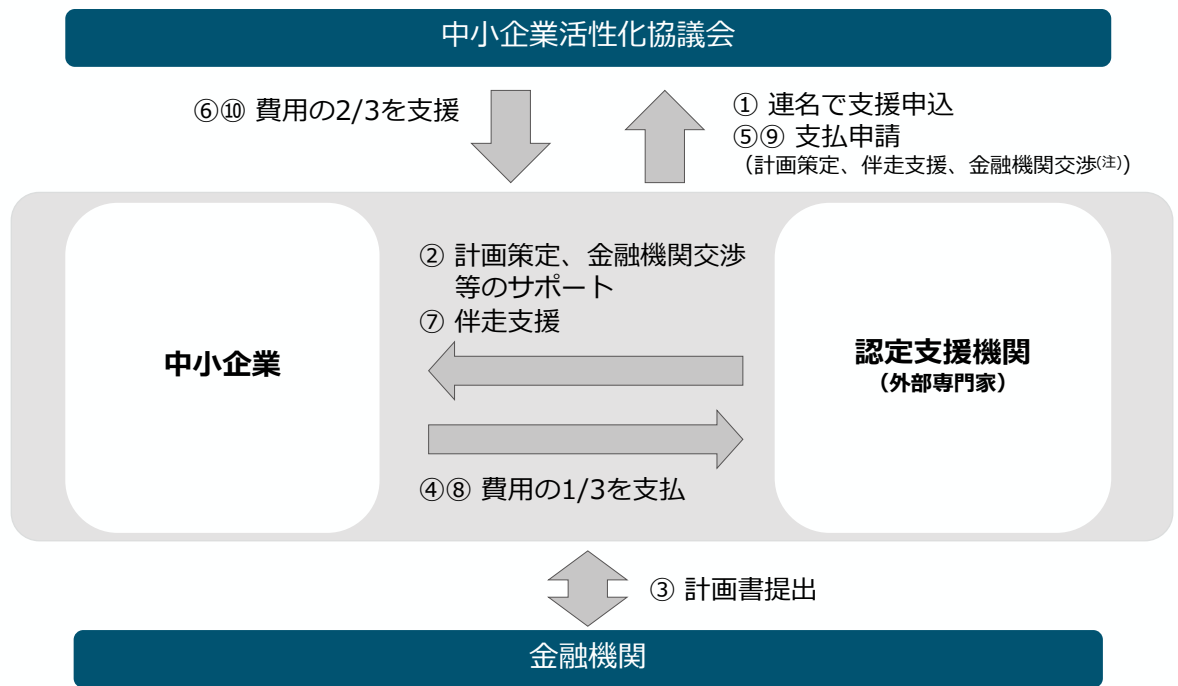 中小企業活性化協議会
⑥⑩ 費用の2/3を支援
① 連名で支援申込
⑤⑨ 支払申請
（計画策定、伴走支援、金融機関交渉(注)）
② 計画策定、金融機関交渉
等のサポート
⑦ 伴走支援
中小企業
認定支援機関
（外部専門家）
④⑧ 費用の1/3を支払
③ 計画書提出
金融機関